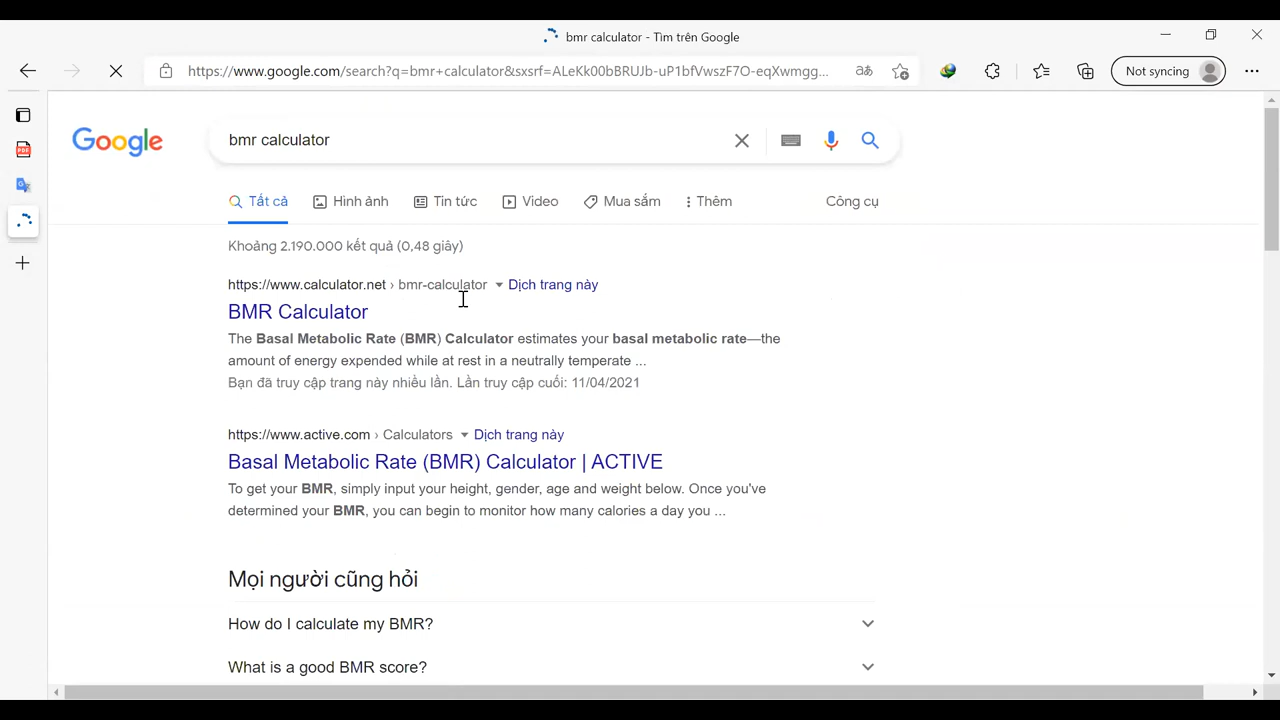 bmr calculator - Tìm trên Google
https://www.google.com/search?q=bmr+calculator&sxsrf=ALeKk00bBRUJb-uP1bfVwszF7O-eqXwmgg...
Not syncing
Google
bmr calculator
Tất cả Hình ảnh Tin tức Video Mua sắm Thêm Công cụ
Khoảng 2.190.000 kết quả (0,48 giây)
https://www.calculator.net › bmr-calculator Dịch trang này
BMR Calculator
The Basal Metabolic Rate (BMR) Calculator estimates your basal metabolic rate—the
amount of energy expended while at rest in a neutrally temperate ...
Bạn đã truy cập trang này nhiều lần. Lần truy cập cuối: 11/04/2021
https://www.active.com › Calculators Dịch trang này
Basal Metabolic Rate (BMR) Calculator | ACTIVE
To get your BMR, simply input your height, gender, age and weight below. Once you've
determined your BMR, you can begin to monitor how many calories a day you ...
Mọi người cũng hỏi
How do I calculate my BMR?
What is a good BMR score?